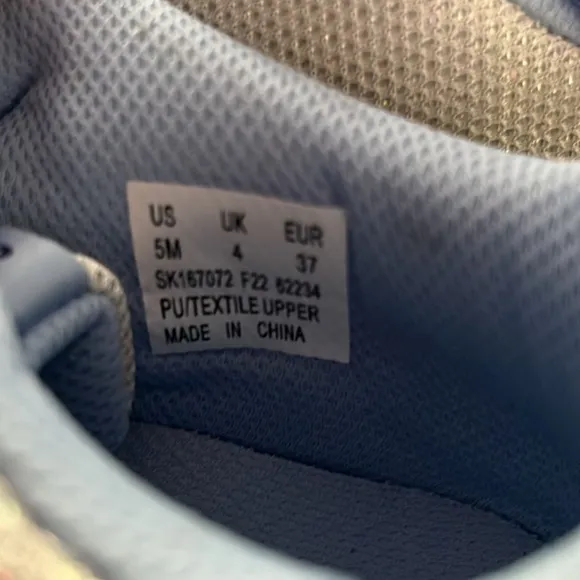 US UK EUR
5M 4 37
SK167072 F22 62234
PU/TEXTILE UPPER
MADE IN CHINA